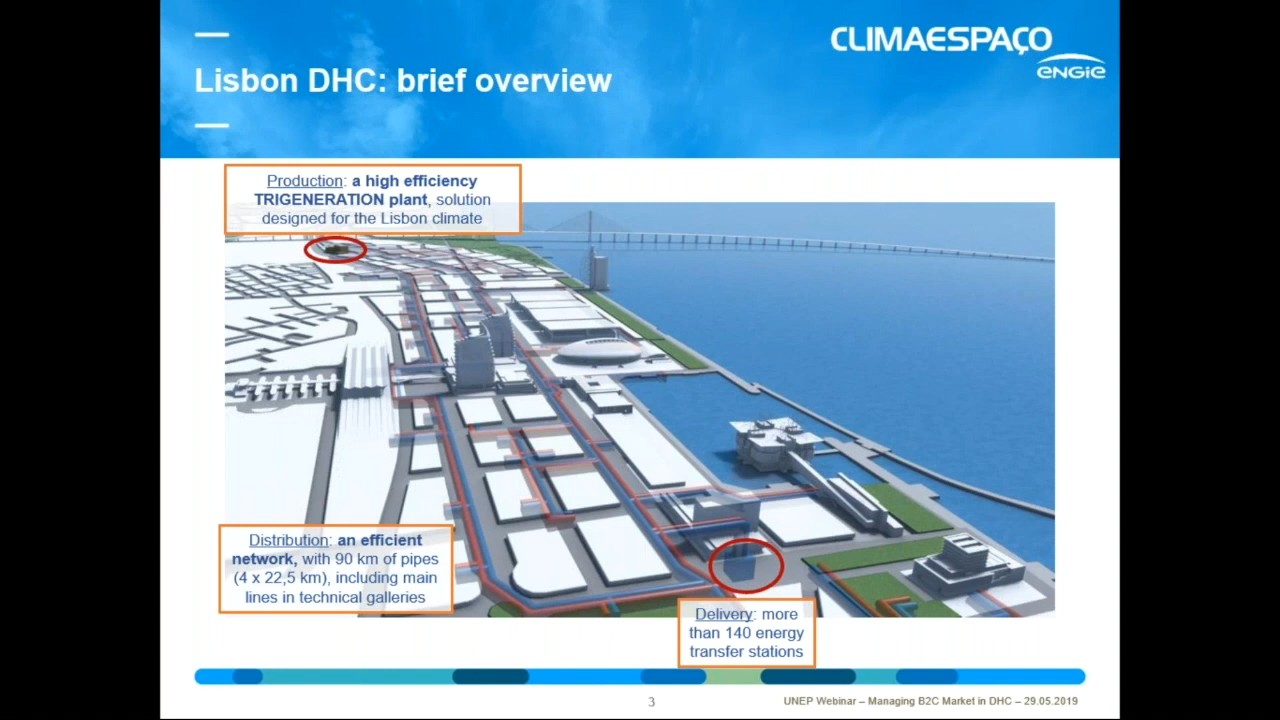 CLIMAESPAÇO
ENGIE
Lisbon DHC: brief overview
Production: a high efficiency
TRIGENERATION plant, solution
designed for the Lisbon climate
Distribution: an efficient
network, with 90 km of pipes
(4 x 22,5 km), including main
lines in technical galleries
Delivery: more
than 140 energy
transfer stations
3
UNEP Webinar – Managing B2C Market in DHC – 29.05.2019